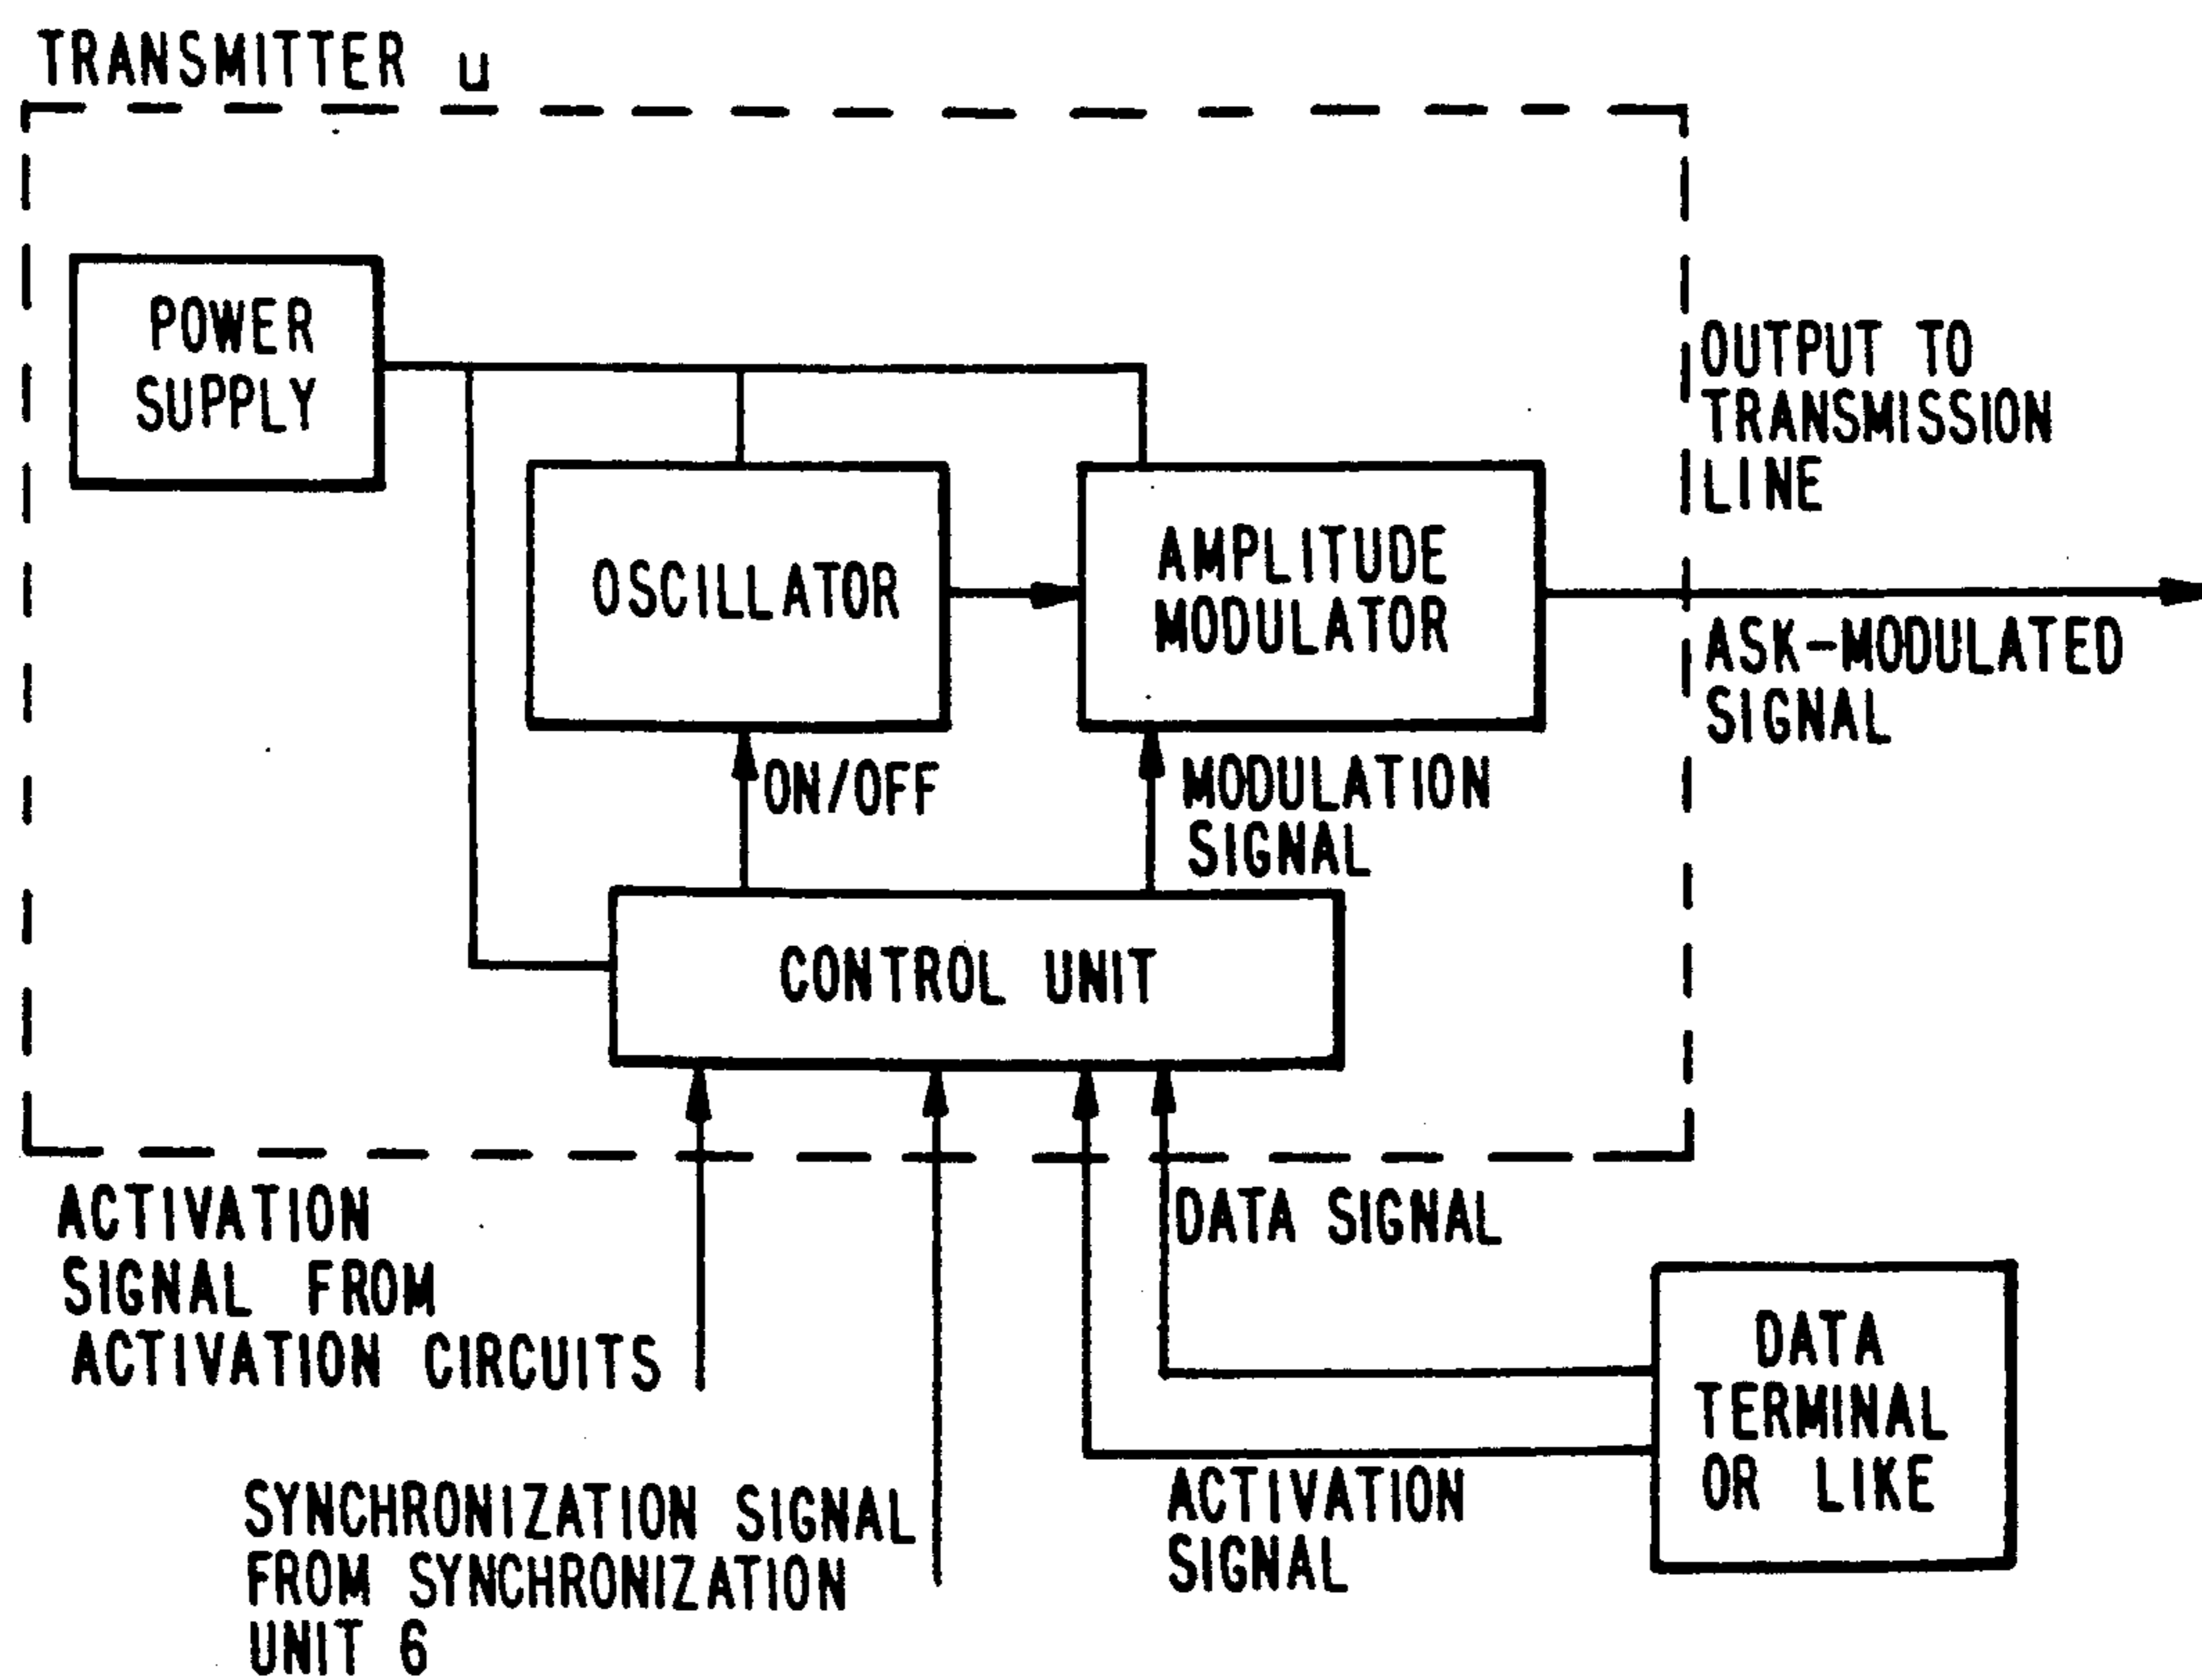 TRANSMITTER u
POWER
SUPPLY
OUTPUT TO
TRANSMISSION
LINE
OSCILLATOR
AMPLITUDE
MODULATOR
ASK-MODULATED
SIGNAL
ON/OFF
MODULATION
SIGNAL
CONTROL UNIT
ACTIVATION
SIGNAL FROM
ACTIVATION CIRCUITS
DATA SIGNAL
DATA
TERMINAL
OR LIKE
ACTIVATION
SIGNAL
SYNCHRONIZATION SIGNAL
FROM SYNCHRONIZATION
UNIT 6